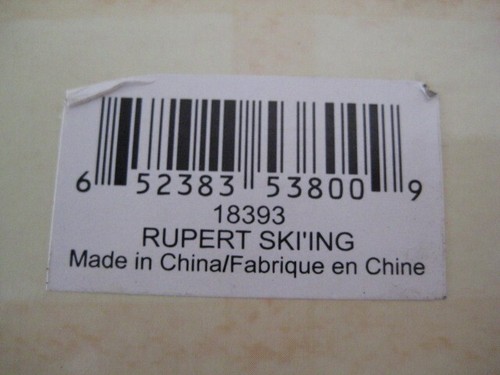 6 52383 53800 9
18393
RUPERT SKI'ING
Made in China/Fabrique en Chine